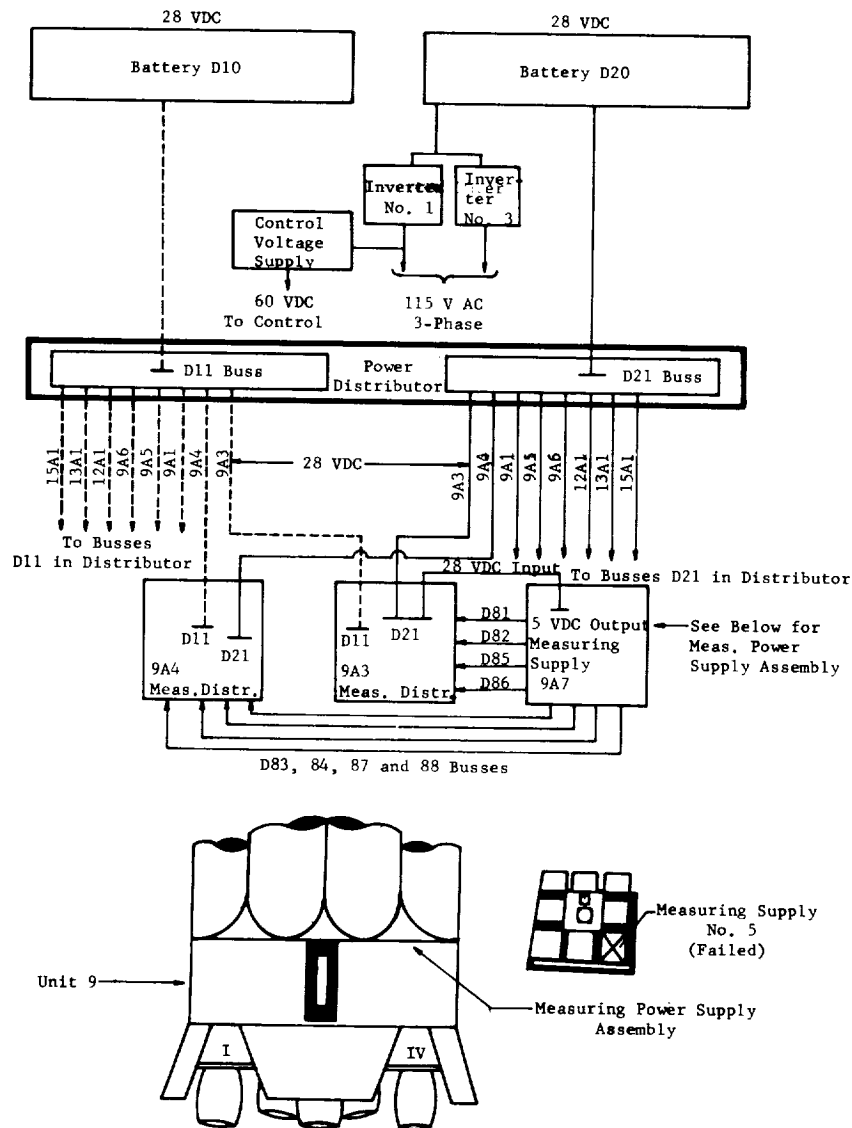 28 VDC
28 VDC
Battery D10
Battery D20
Inverter
No. 1
Inver-
ter
No. 3
Control
Voltage
Supply
60 VDC
To Control
115 V AC
3-Phase
D11 Buss
Power
Distributor
D21 Buss
15A1
13A1
12A1
9A6
9A5
9A1
9A4
9A3
28 VDC
9A3
9A4
9A1
9A5
9A6
12A1
13A1
15A1
To Busses
D11 in Distributor
28 VDC Input
To Busses D21 in Distributor
D11
D21
9A4
Meas.Distr.
D11
D21
9A3
Meas. Distr.
D81
D82
D85
D86
5 VDC Output
Measuring
Supply
9A7
See Below for
Meas. Power
Supply Assembly
D83, 84, 87 and 88 Busses
Measuring Supply
No. 5
(Failed)
Unit 9
Measuring Power Supply
Assembly
I
IV